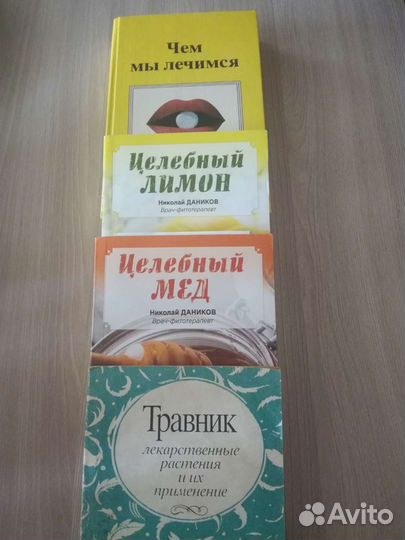 Чем
мы лечимся
Целебный
ЛИМОН
Николай ДАНИКОВ
Врач-фитотерапевт
Целебный
МЕД
Николай ДАНИКОВ
Врач-фитотерапевт
Травник
лекарственные
растения
и их
применение
Avito